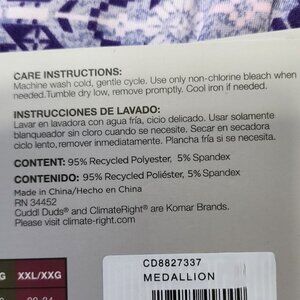 CARE INSTRUCTIONS:
Machine wash cold, gentle cycle. Use only non-chlorine bleach when
needed.Tumble dry low, remove promptly. Cool iron if needed.
INSTRUCCIONES DE LAVADO:
Lavar en lavadora con agua fría, ciclo delicado. Usar solamente
blanqueador sin cloro cuando se necesite. Secar en secadora
ciclo lento, remover inmediatamente. Plancha fría si se necesita.
CONTENT: 95% Recycled Polyester, 5% Spandex
CONTENIDO: 95% Recycled Poliéster, 5% Spandex
Made in China/Hecho en China
RN 34452
Cuddl Duds® and ClimateRight® are Komar Brands.
Please visit climate-right.com
G XXL/XXG
CD8827337
MEDALLION